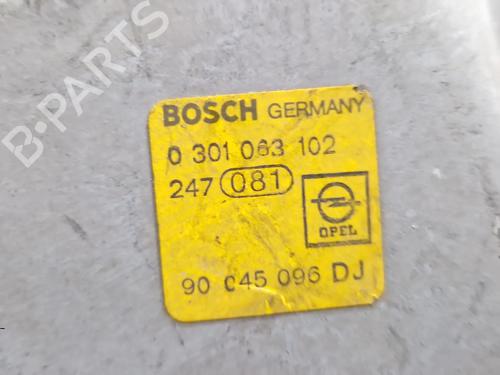 B-PARTS
BOSCH GERMANY
0 301 063 102
247 081
OPEL
90 045 096 DJ